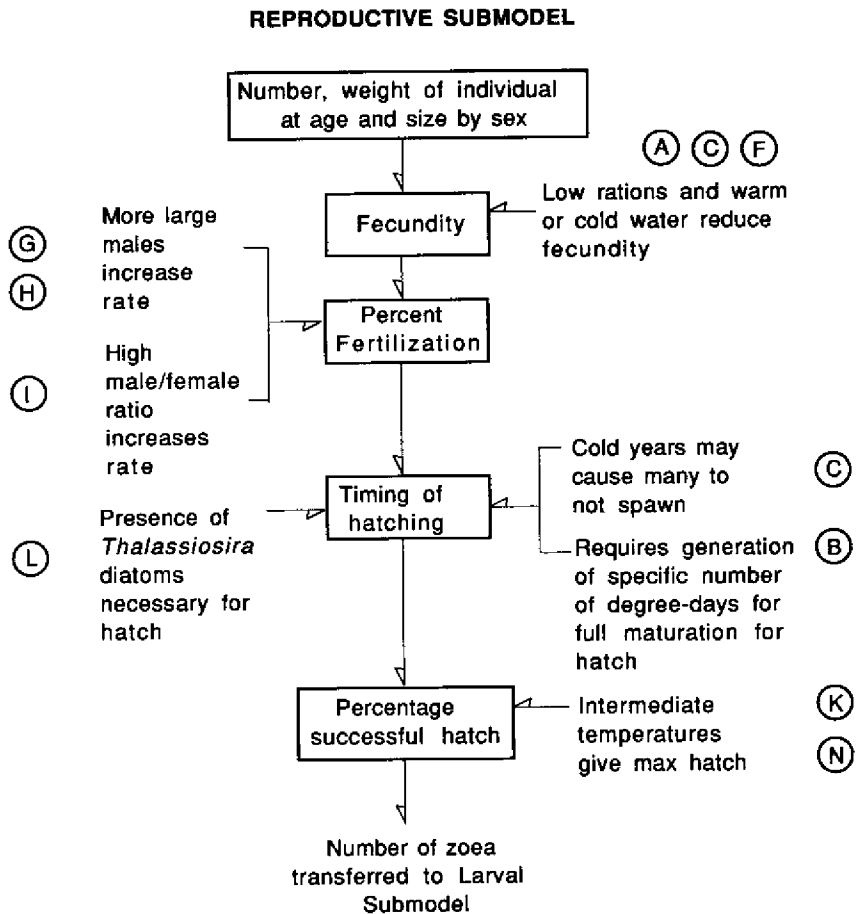 REPRODUCTIVE SUBMODEL
Number, weight of individual
at age and size by sex
A C F
Low rations and warm
or cold water reduce
fecundity
Fecundity
More large
males
increase
rate
G
H
Percent
Fertilization
High
male/female
ratio
increases
rate
I
Timing of
hatching
Cold years may
cause many to
not spawn
C
Presence of
Thalassiosira
diatoms
necessary for
hatch
L
Requires generation
of specific number
of degree-days for
full maturation for
hatch
B
Percentage
successful hatch
Intermediate
temperatures
give max hatch
K
N
Number of zoea
transferred to Larval
Submodel